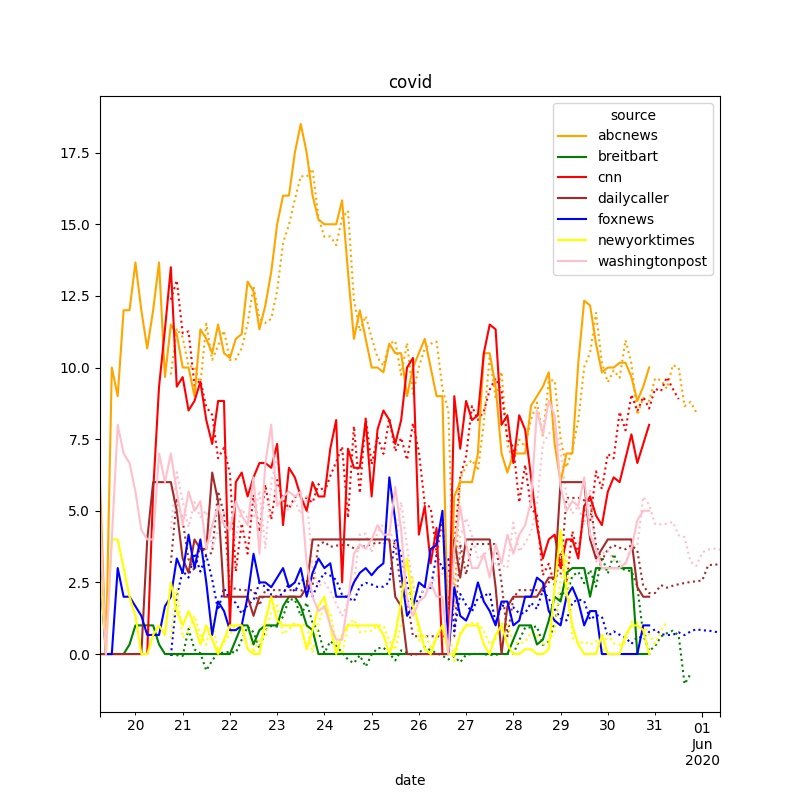 covid
source
abcnews
breitbart
cnn
dailycaller
foxnews
newyorktimes
washingtonpost
17.5
15.0
12.5
10.0
7.5
5.0
2.5
0.0
20 21 22 23 24 25 26 27 28 29 30 31 01
Jun
2020
date